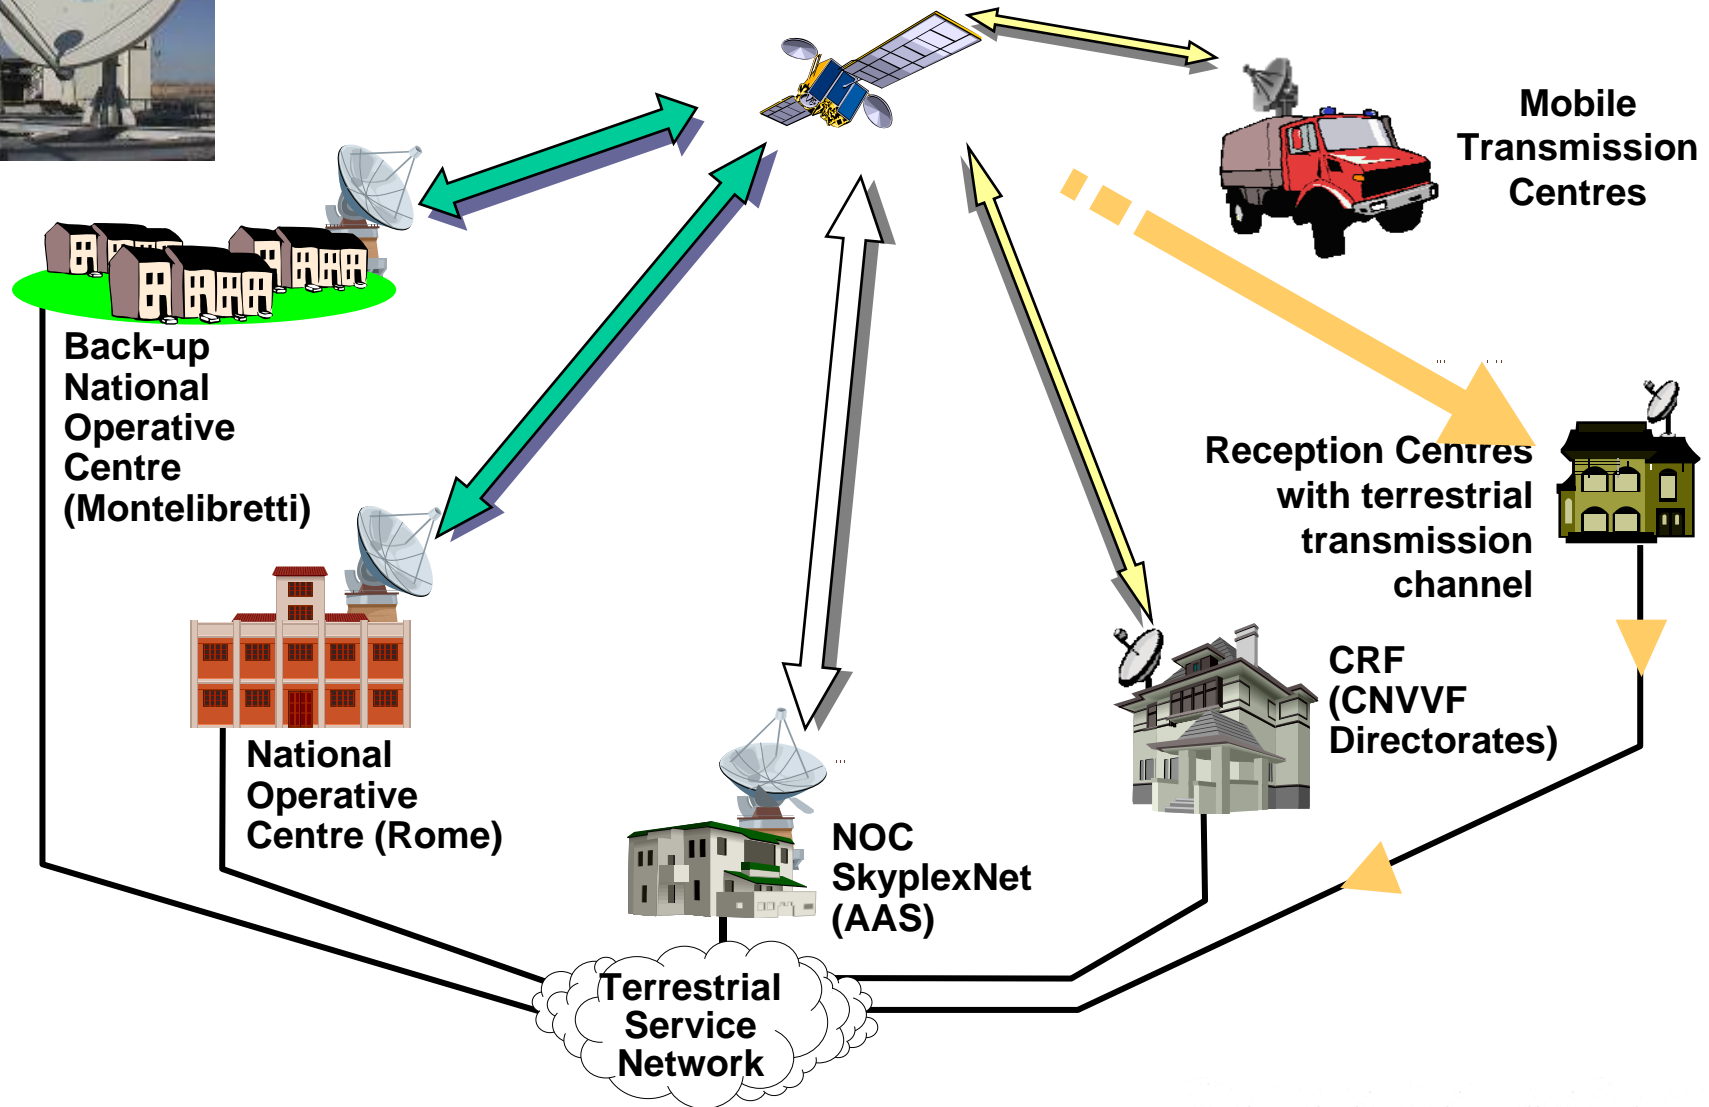 Mobile
Transmission
Centres
Back-up
National
Operative
Centre
(Montelibretti)
Reception Centres
with terrestrial
transmission
channel
CRF
(CNVVF
Directorates)
National
Operative
Centre (Rome)
NOC
SkyplexNet
(AAS)
Terrestrial
Service
Network